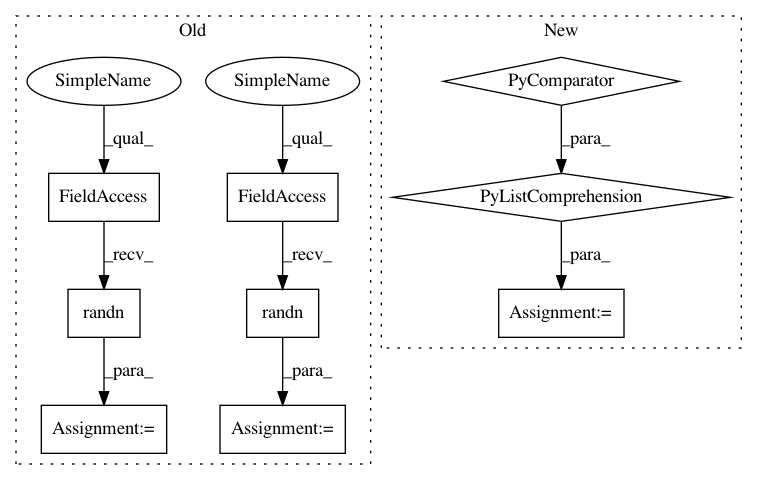 Old
New
SimpleName
SimpleName
PyComparator
_qual_
_qual_
_para_
FieldAccess
FieldAccess
PyListComprehension
_recv_
_recv_
_para_
randn
randn
Assignment:=
_para_
_para_
Assignment:=
Assignment:=